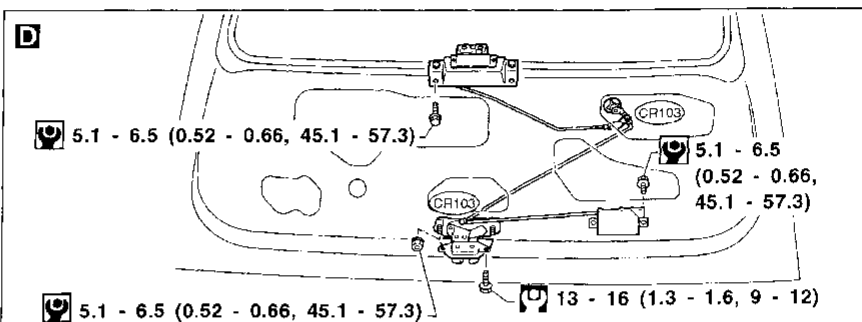 D
CR103
5.1 - 6.5 (0.52 - 0.66, 45.1 - 57.3)
5.1 - 6.5
(0.52 - 0.66,
45.1 - 57.3)
CR103
5.1 - 6.5 (0.52 - 0.66, 45.1 - 57.3)
13 - 16 (1.3 - 1.6, 9 - 12)